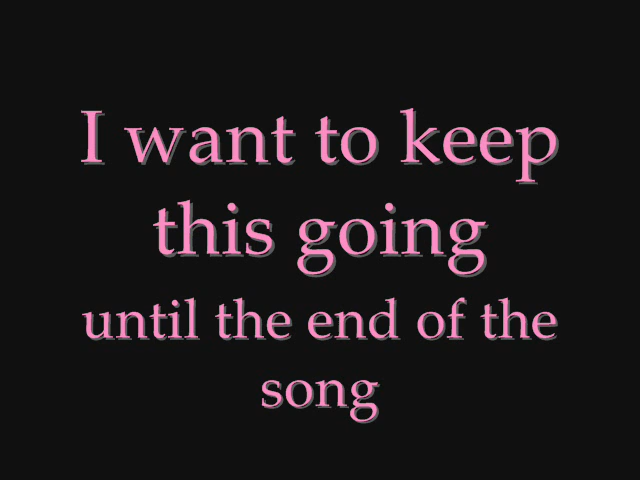 I want to keep
this going
until the end of the
song